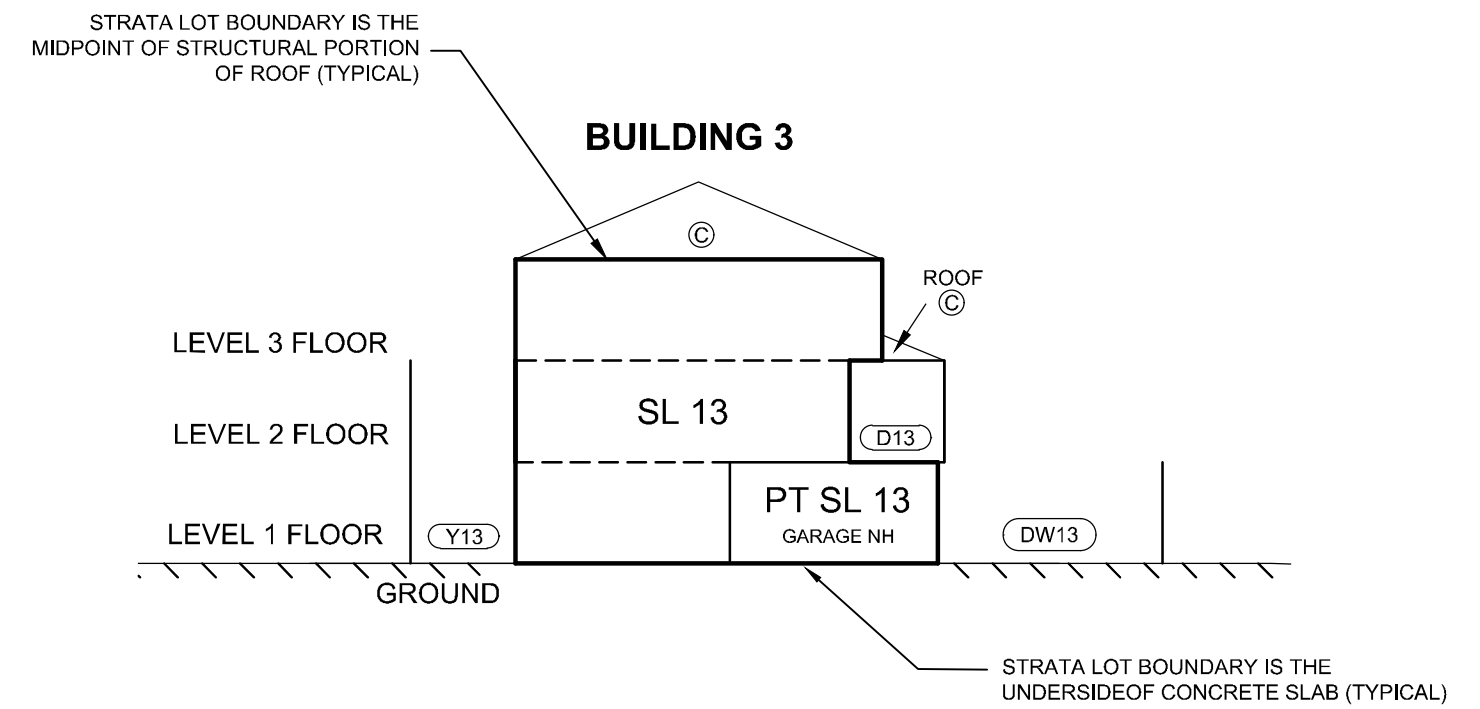 STRATA LOT BOUNDARY IS THE
MIDPOINT OF STRUCTURAL PORTION
OF ROOF (TYPICAL)
BUILDING 3
C
ROOF
C
LEVEL 3 FLOOR
SL 13
LEVEL 2 FLOOR
D13
PT SL 13
GARAGE NH
LEVEL 1 FLOOR
Y13
DW13
GROUND
STRATA LOT BOUNDARY IS THE
UNDERSIDEOF CONCRETE SLAB (TYPICAL)